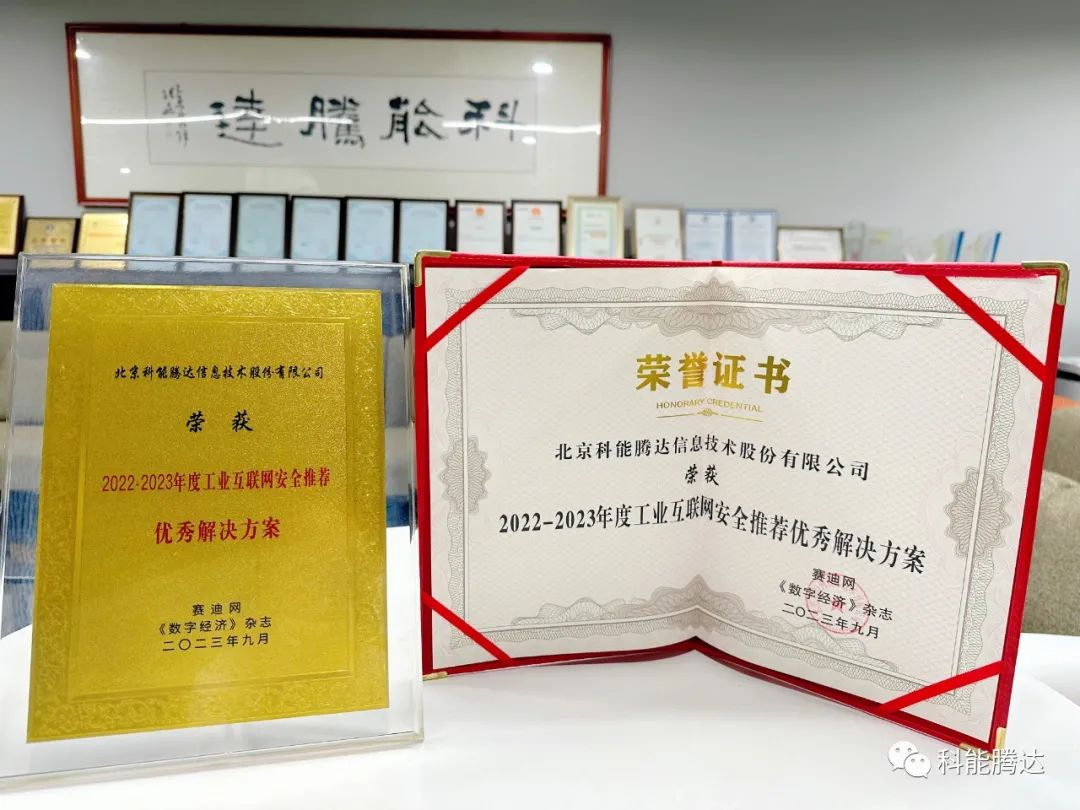 科能騰達
北京科能腾达信息技术股份有限公司
荣获
2022-2023年度工业互联网安全推荐
优秀解决方案
赛迪网
《数字经济》杂志
二〇二三年九月
荣誉证书
HONORARY CREDENTIAL
北京科能腾达信息技术股份有限公司
荣获
2022-2023年度工业互联网安全推荐优秀解决方案
赛迪网
《数字经济》杂志
二〇二三年九月
科能腾达